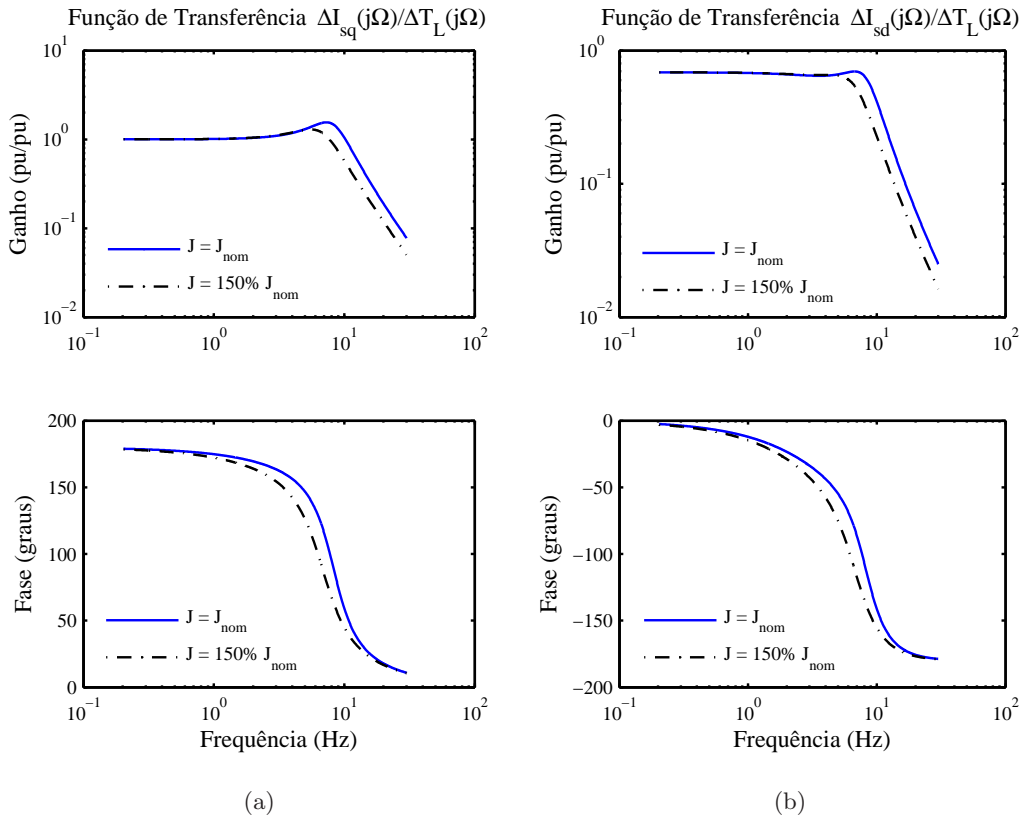 Função de Transferência ΔI_sq(jΩ)/ΔT_L(jΩ)
10^1
10^0
10^−1
10^−2
Ganho (pu/pu)
J = J_nom
J = 150% J_nom
10^−1
10^0
10^1
10^2
Função de Transferência ΔI_sd(jΩ)/ΔT_L(jΩ)
10^0
10^−1
10^−2
Ganho (pu/pu)
J = J_nom
J = 150% J_nom
10^−1
10^0
10^1
10^2
200
150
100
50
0
Fase (graus)
J = J_nom
J = 150% J_nom
10^−1
10^0
10^1
10^2
Frequência (Hz)
0
−50
−100
−150
−200
Fase (graus)
J = J_nom
J = 150% J_nom
10^−1
10^0
10^1
10^2
Frequência (Hz)
(a)
(b)